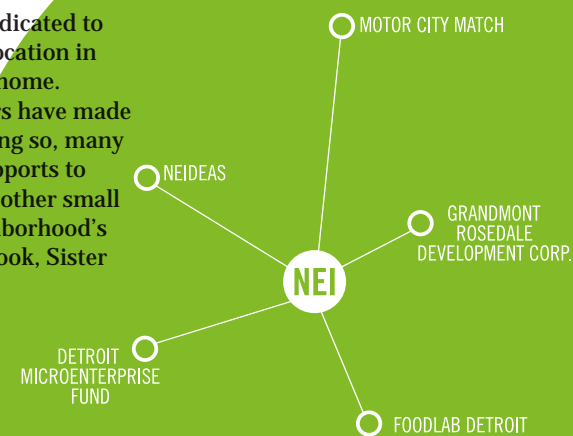 dicated to
ocation in
home.
rs have made
ng so, many
pports to
other small
borhood's
ook, Sister
MOTOR CITY MATCH
NEIDEAS
GRANDMONT
ROSEDALE
DEVELOPMENT CORP.
NEI
DETROIT
MICROENTERPRISE
FUND
FOODLAB DETROIT